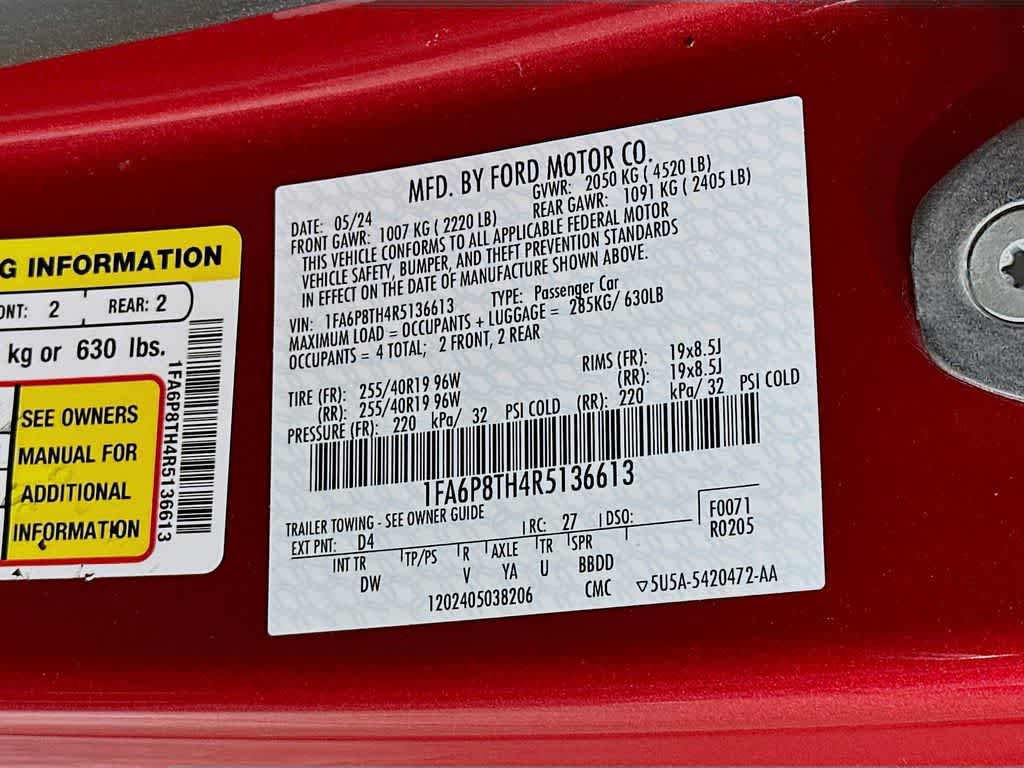 G INFORMATION
ONT: 2 REAR: 2
kg or 630 lbs.
SEE OWNERS
MANUAL FOR
ADDITIONAL
INFORMATION
1FA6P8TH4R5136613
MFD. BY FORD MOTOR CO.
DATE: 05/24 GVWR: 2050 KG ( 4520 LB)
FRONT GAWR: 1007 KG ( 2220 LB) REAR GAWR: 1091 KG ( 2405 LB)
THIS VEHICLE CONFORMS TO ALL APPLICABLE FEDERAL MOTOR
VEHICLE SAFETY, BUMPER, AND THEFT PREVENTION STANDARDS
IN EFFECT ON THE DATE OF MANUFACTURE SHOWN ABOVE.
VIN: 1FA6P8TH4R5136613 TYPE: Passenger Car
MAXIMUM LOAD = OCCUPANTS + LUGGAGE = 285KG/ 630LB
OCCUPANTS = 4 TOTAL; 2 FRONT, 2 REAR
TIRE (FR): 255/40R19 96W RIMS (FR): 19x8.5J
(RR): 255/40R19 96W (RR): 19x8.5J
PRESSURE (FR): 220 kPa/ 32 PSI COLD (RR): 220 kPa/ 32 PSI COLD
1FA6P8TH4R5136613
TRAILER TOWING - SEE OWNER GUIDE F0071
EXT PNT: D4 RC: 27 DSO: R0205
INT TR TP/PS R AXLE TR SPR
DW V YA U BBDD
1202405038206 CMC ▽5U5A-5420472-AA